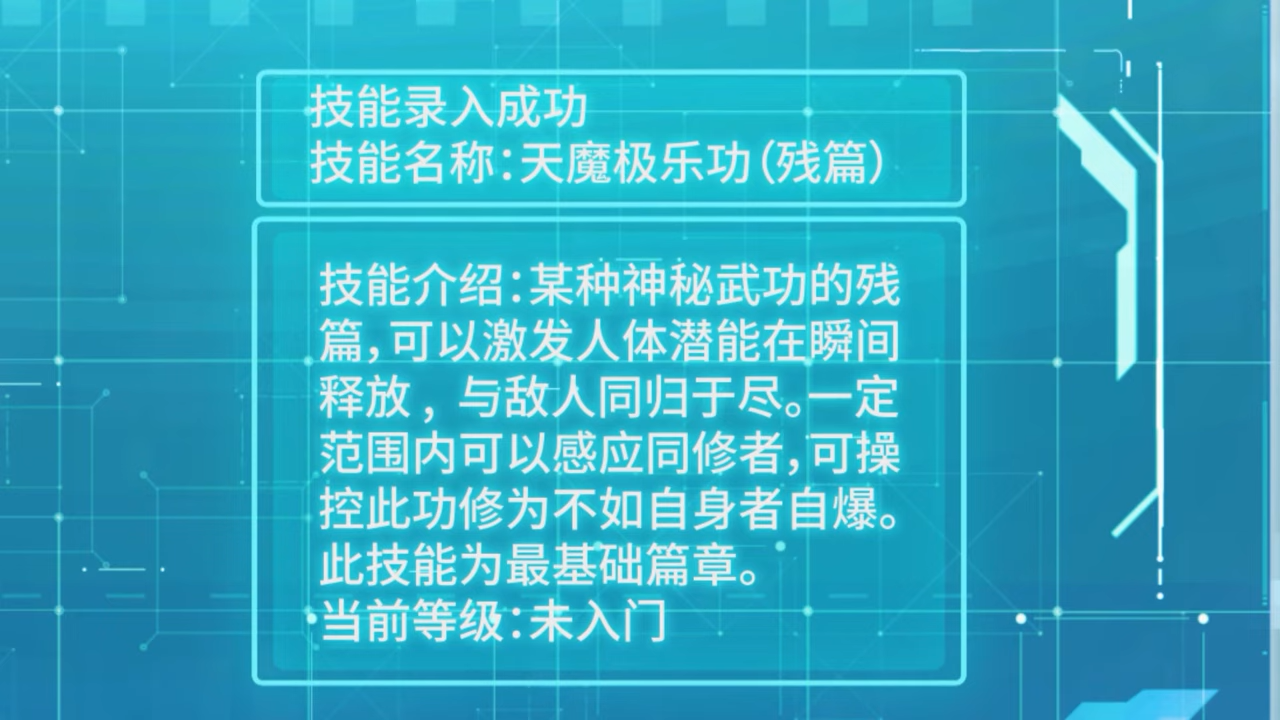 技能录入成功
技能名称:天魔极乐功(残篇)
技能介绍:某种神秘武功的残
篇,可以激发人体潜能在瞬间
释放,与敌人同归于尽。一定
范围内可以感应同修者,可操
控此功修为不如自身者自爆。
此技能为最基础篇章。
当前等级:未入门